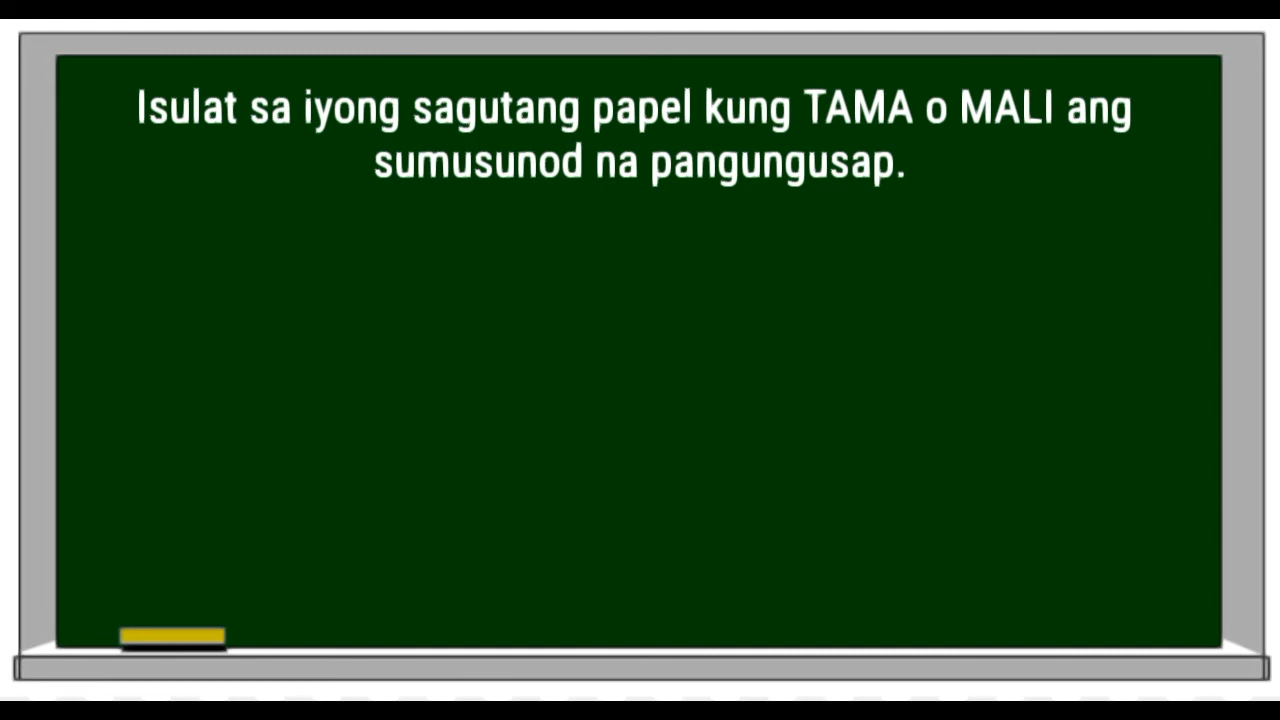 Isulat sa iyong sagutang papel kung TAMA o MALI ang
sumusunod na pangungusap.